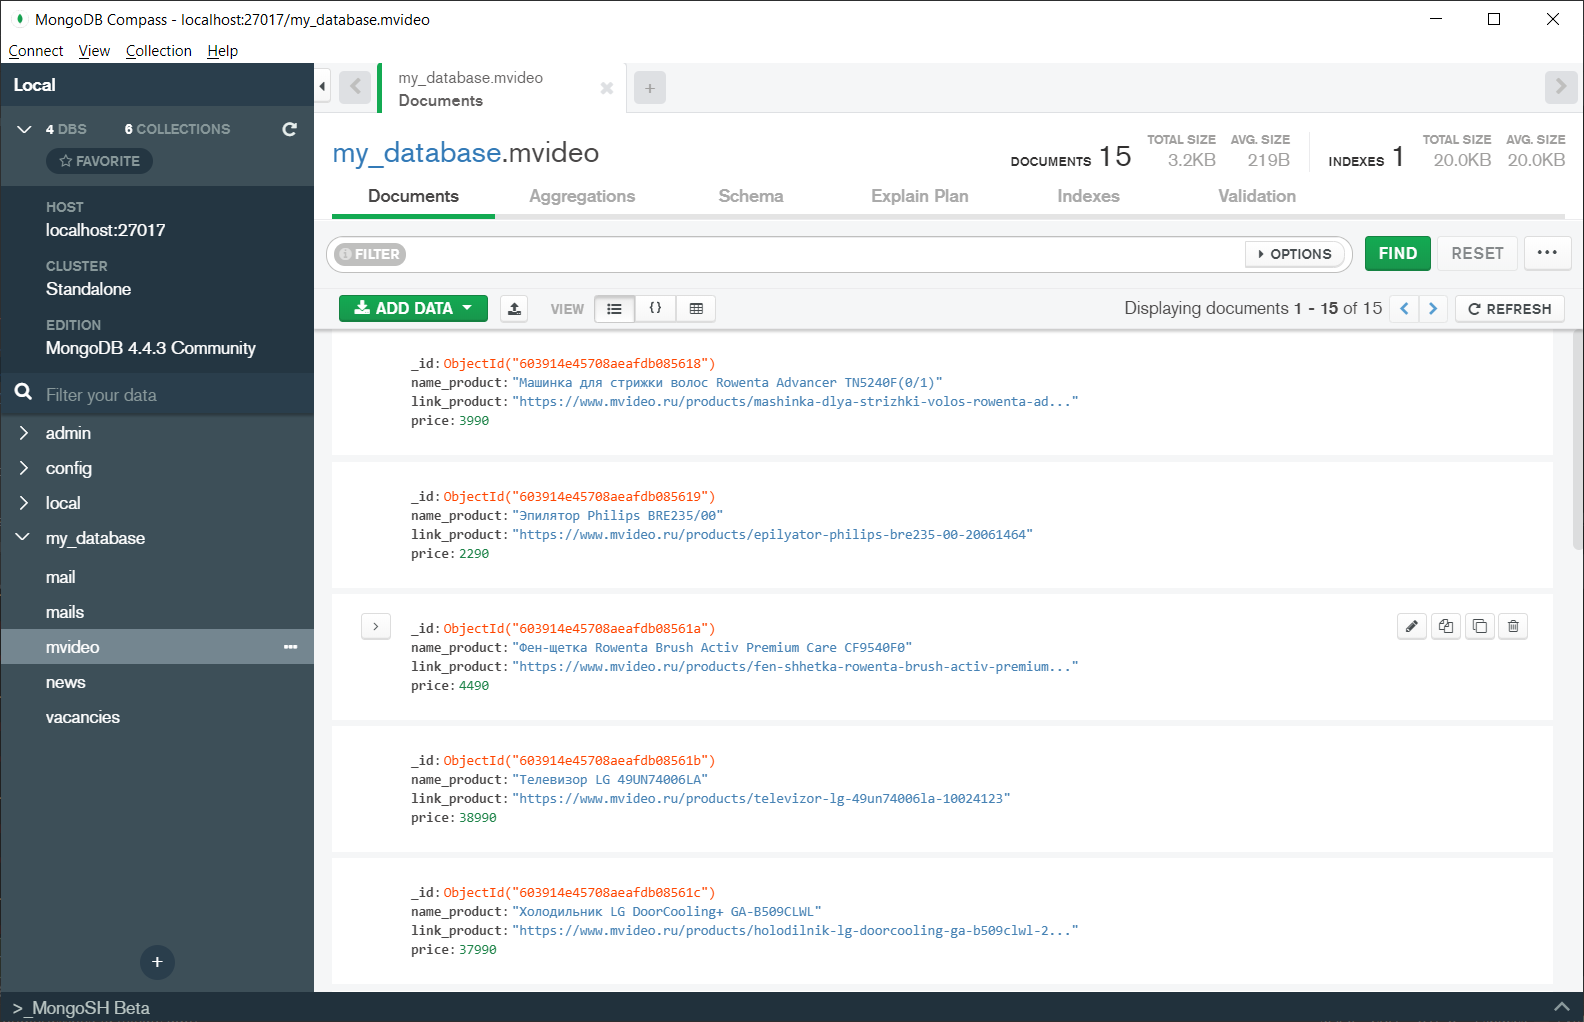 MongoDB Compass - localhost:27017/my_database.mvideo
Connect View Collection Help
Local
4 DBS 6 COLLECTIONS
FAVORITE
HOST
localhost:27017
CLUSTER
Standalone
EDITION
MongoDB 4.4.3 Community
Filter your data
admin
config
local
my_database
mail
mails
mvideo
news
vacancies
+
>_MongoSH Beta
my_database.mvideo
Documents
+
my_database.mvideo
DOCUMENTS 15 TOTAL SIZE 3.2KB AVG. SIZE 219B INDEXES 1 TOTAL SIZE 20.0KB AVG. SIZE 20.0KB
Documents Aggregations Schema Explain Plan Indexes Validation
FILTER OPTIONS FIND RESET ...
ADD DATA VIEW {} Displaying documents 1 - 15 of 15 < > REFRESH
_id: ObjectId("603914e45708aeafdb085618")
name_product: "Машинка для стрижки волос Rowenta Advancer TN5240F(0/1)"
link_product: "https://www.mvideo.ru/products/mashinka-dlya-strizhki-volos-rowenta-ad..."
price: 3990
_id: ObjectId("603914e45708aeafdb085619")
name_product: "Эпилятор Philips BRE235/00"
link_product: "https://www.mvideo.ru/products/epilyator-philips-bre235-00-20061464"
price: 2290
_id: ObjectId("603914e45708aeafdb08561a")
name_product: "Фен-щетка Rowenta Brush Activ Premium Care CF9540F0"
link_product: "https://www.mvideo.ru/products/fen-shhetka-rowenta-brush-activ-premium..."
price: 4490
_id: ObjectId("603914e45708aeafdb08561b")
name_product: "Телевизор LG 49UN74006LA"
link_product: "https://www.mvideo.ru/products/televizor-lg-49un74006la-10024123"
price: 38990
_id: ObjectId("603914e45708aeafdb08561c")
name_product: "Холодильник LG DoorCooling+ GA-B509CLWL"
link_product: "https://www.mvideo.ru/products/holodilnik-lg-doorcooling-ga-b509clwl-2..."
price: 37990